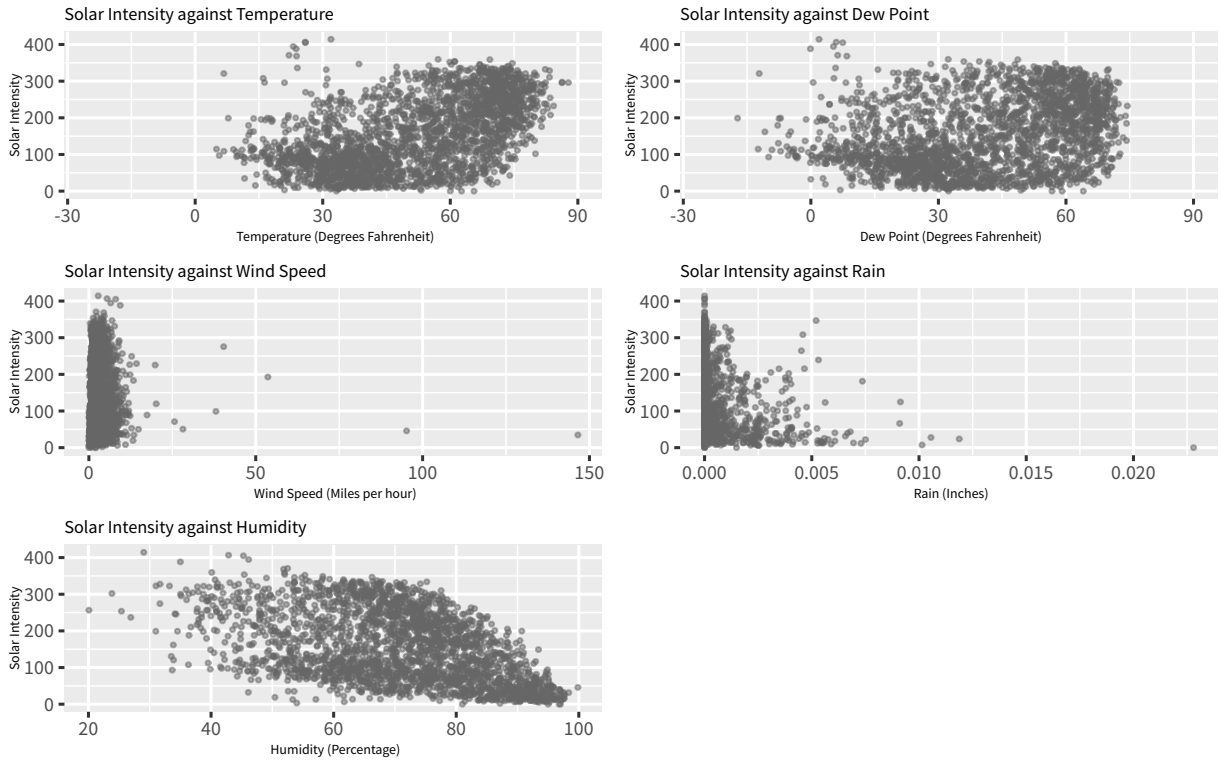 Solar Intensity against Temperature
Solar Intensity
400
300
200
100
0
-30 0 30 60 90
Temperature (Degrees Fahrenheit)
Solar Intensity against Dew Point
Solar Intensity
400
300
200
100
0
-30 0 30 60 90
Dew Point (Degrees Fahrenheit)
Solar Intensity against Wind Speed
Solar Intensity
400
300
200
100
0
0 50 100 150
Wind Speed (Miles per hour)
Solar Intensity against Rain
Solar Intensity
400
300
200
100
0
0.000 0.005 0.010 0.015 0.020
Rain (Inches)
Solar Intensity against Humidity
Solar Intensity
400
300
200
100
0
20 40 60 80 100
Humidity (Percentage)